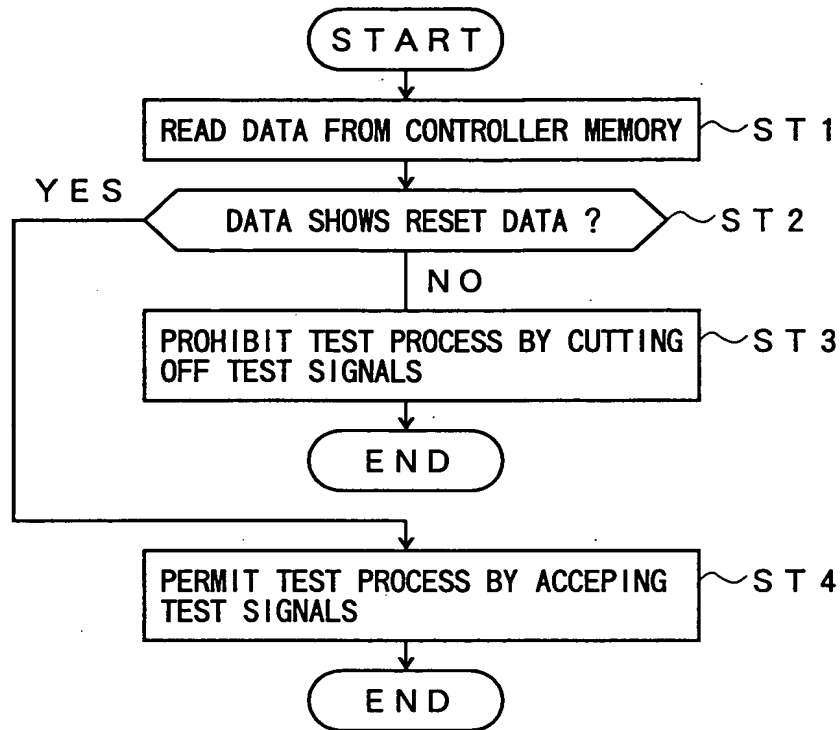 START
READ DATA FROM CONTROLLER MEMORY
ST1
YES
DATA SHOWS RESET DATA ?
ST2
NO
PROHIBIT TEST PROCESS BY CUTTING
OFF TEST SIGNALS
ST3
END
PERMIT TEST PROCESS BY ACCEPING
TEST SIGNALS
ST4
END